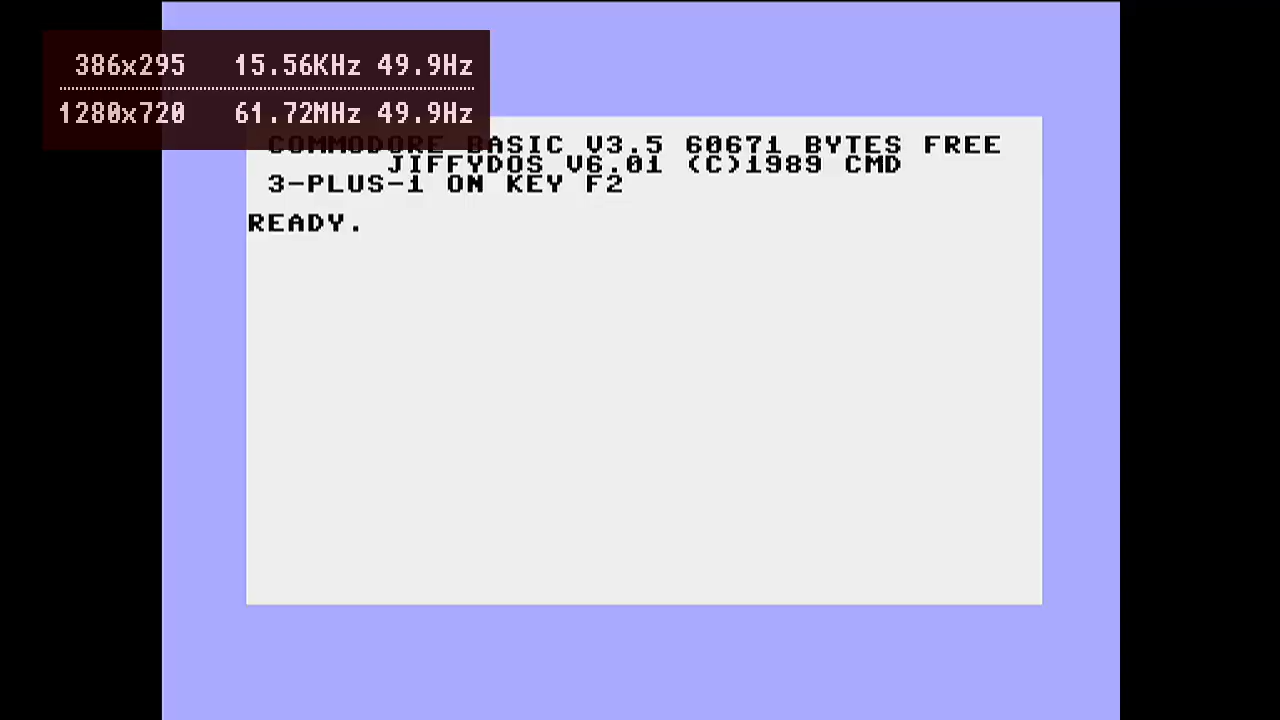 386x295 15.56KHz 49.9Hz
1280x720 61.72MHz 49.9Hz
COMMODORE BASIC V3.5 60671 BYTES FREE
JIFFYDOS V6.01 (C)1989 CMD
3-PLUS-1 ON KEY F2
READY.